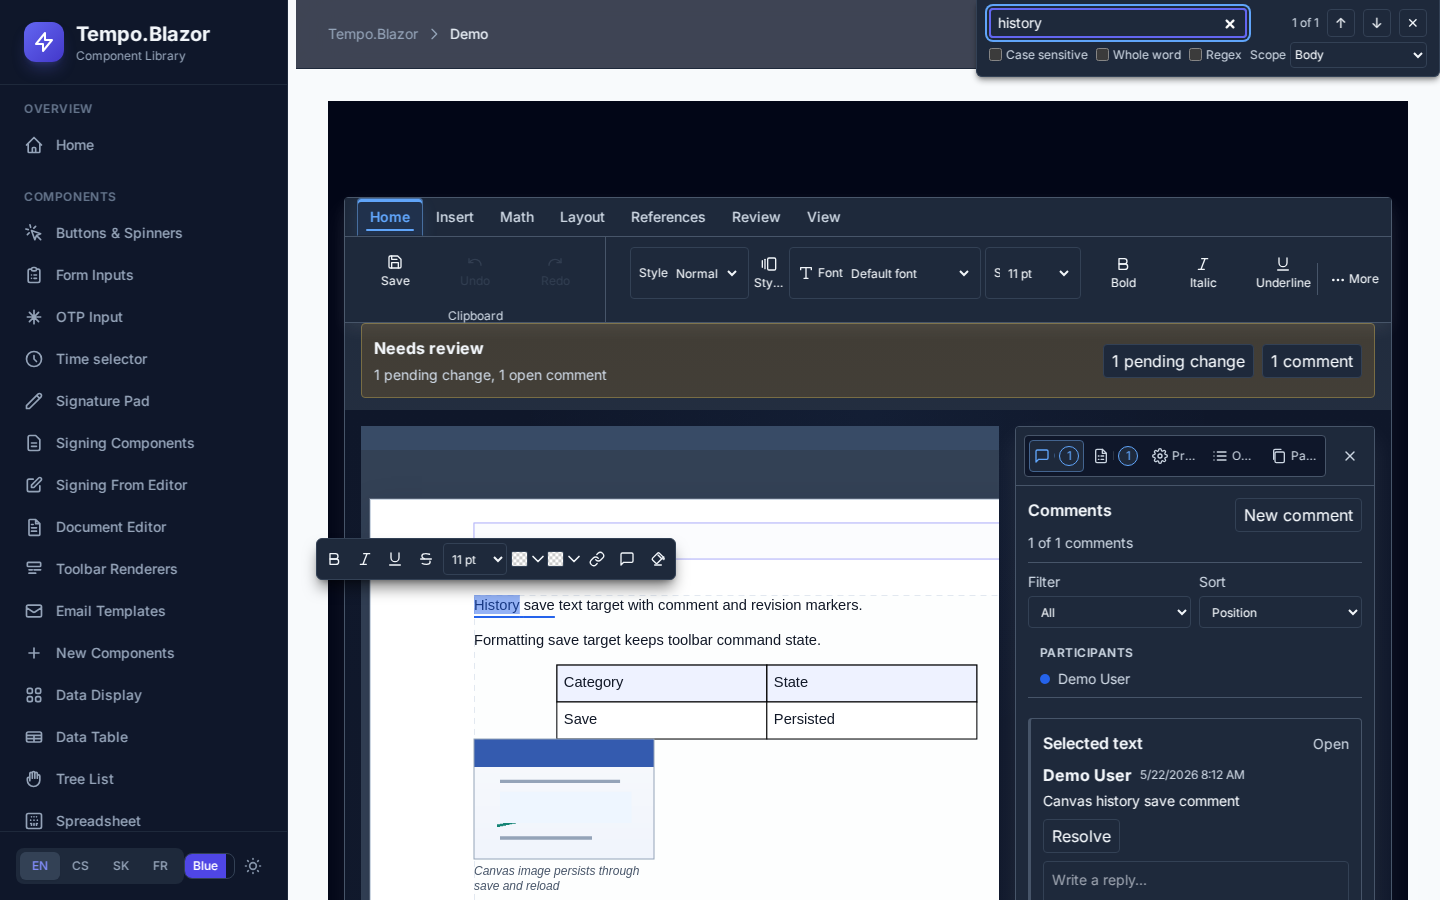 Tempo.Blazor
Component Library
OVERVIEW
Home
COMPONENTS
Buttons & Spinners
Form Inputs
OTP Input
Time selector
Signature Pad
Signing Components
Signing From Editor
Document Editor
Toolbar Renderers
Email Templates
New Components
Data Display
Data Table
Tree List
Spreadsheet
EN CS SK FR Blue
Tempo.Blazor > Demo
history
1 of 1
Case sensitive Whole word Regex Scope Body
Home Insert Math Layout References Review View
Save Undo Redo
Clipboard
Style Normal
Sty...
Font Default font
S 11 pt
Bold Italic Underline
... More
Needs review
1 pending change, 1 open comment
1 pending change 1 comment
1 1 Pr... O... Pa...
Comments
New comment
1 of 1 comments
Filter Sort
All Position
PARTICIPANTS
Demo User
Selected text Open
Demo User 5/22/2026 8:12 AM
Canvas history save comment
Resolve
Write a reply...
B I U S 11 pt
History save text target with comment and revision markers.
Formatting save target keeps toolbar command state.
Category State
Save Persisted
Canvas image persists through
save and reload